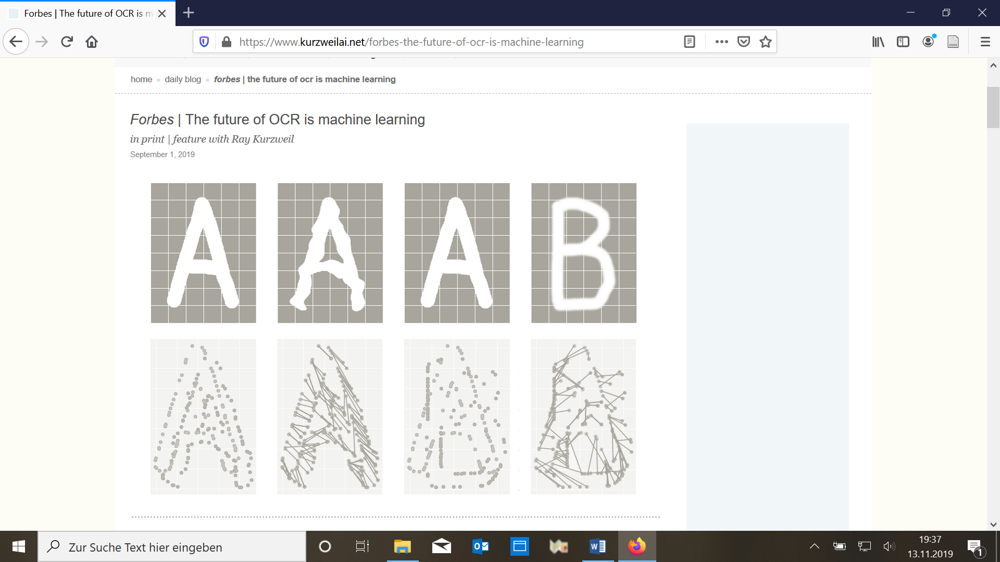 Forbes | The future of OCR is m
https://www.kurzweilai.net/forbes-the-future-of-ocr-is-machine-learning
home • daily blog • forbes | the future of ocr is machine learning
Forbes | The future of OCR is machine learning
in print | feature with Ray Kurzweil
September 1, 2019
A A A B
Zur Suche Text hier eingeben
19:37
13.11.2019
1